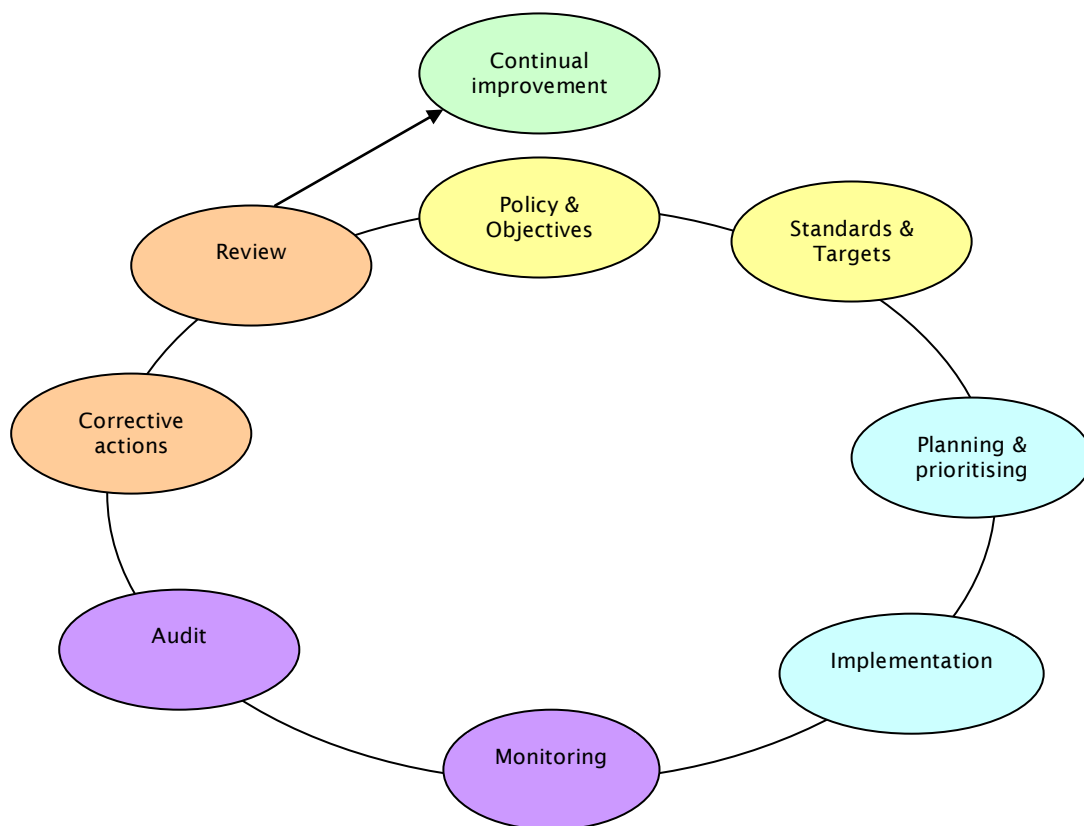 Continual
improvement
Policy &
Objectives
Standards &
Targets
Review
Planning &
prioritising
Corrective
actions
Implementation
Audit
Monitoring